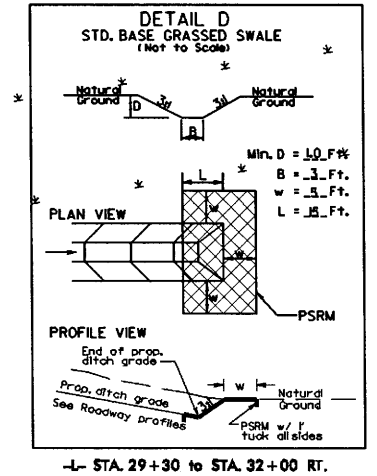 DETAIL D
STD. BASE GRASSED SWALE
(Not to Scale)
Natural Ground
Natural Ground
3:1
3:1
D
B
Min. D = 1.0 Ft.
B = 3 Ft.
w = 5 Ft.
L = 15 Ft.
L
PLAN VIEW
w
w
w
PSRM
PROFILE VIEW
End of prop.
ditch grade
w
Prop. ditch grade
See Roadway profiles
3:1
Natural
Ground
PSRM w/ 1'
tuck all sides
-L- STA. 29+30 to STA. 32+00 RT.